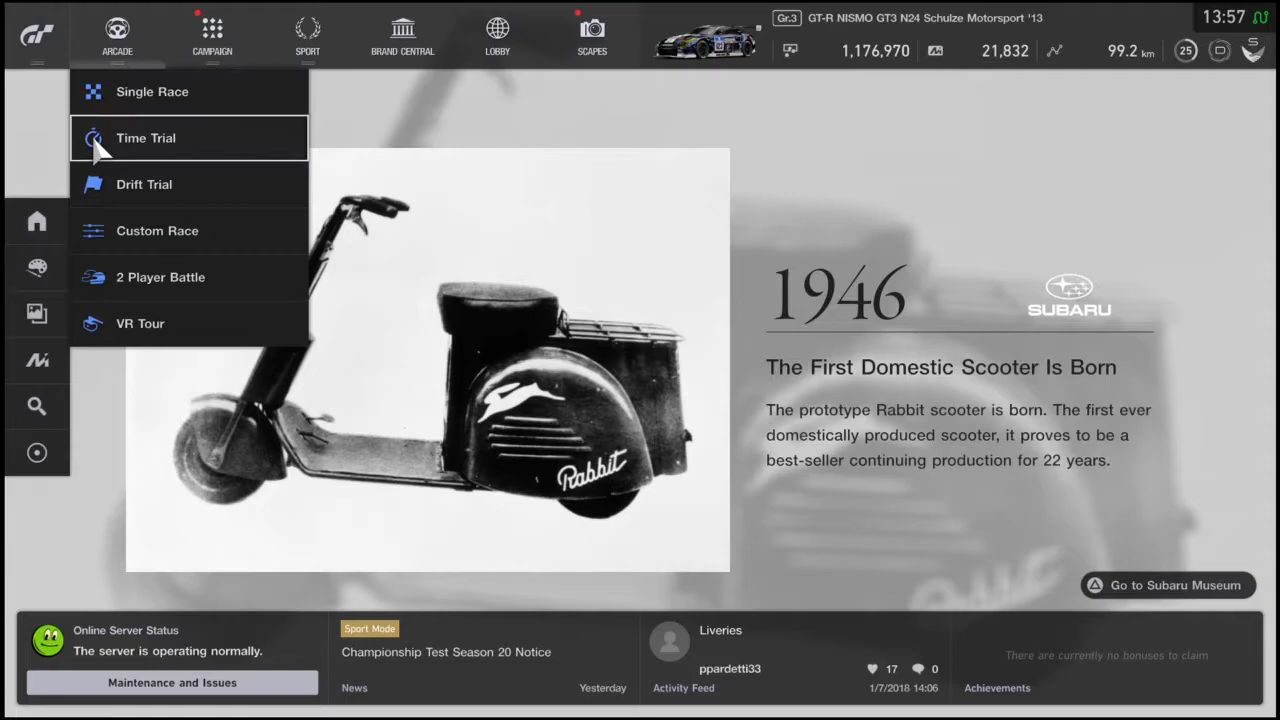 GT
ARCADE
CAMPAIGN
SPORT
BRAND CENTRAL
LOBBY
SCAPES
Gr.3 GT-R NISMO GT3 N24 Schulze Motorsport '13
1,176,970
21,832
99.2 km
13:57
25
S
Single Race
Time Trial
Drift Trial
Custom Race
2 Player Battle
VR Tour
Rabbit
1946
SUBARU
The First Domestic Scooter Is Born
The prototype Rabbit scooter is born. The first ever
domestically produced scooter, it proves to be a
best-seller continuing production for 22 years.
Go to Subaru Museum
Online Server Status
The server is operating normally.
Maintenance and Issues
Sport Mode
Championship Test Season 20 Notice
News
Yesterday
Liveries
ppardetti33
17
0
Activity Feed
1/7/2018 14:06
There are currently no bonuses to claim
Achievements